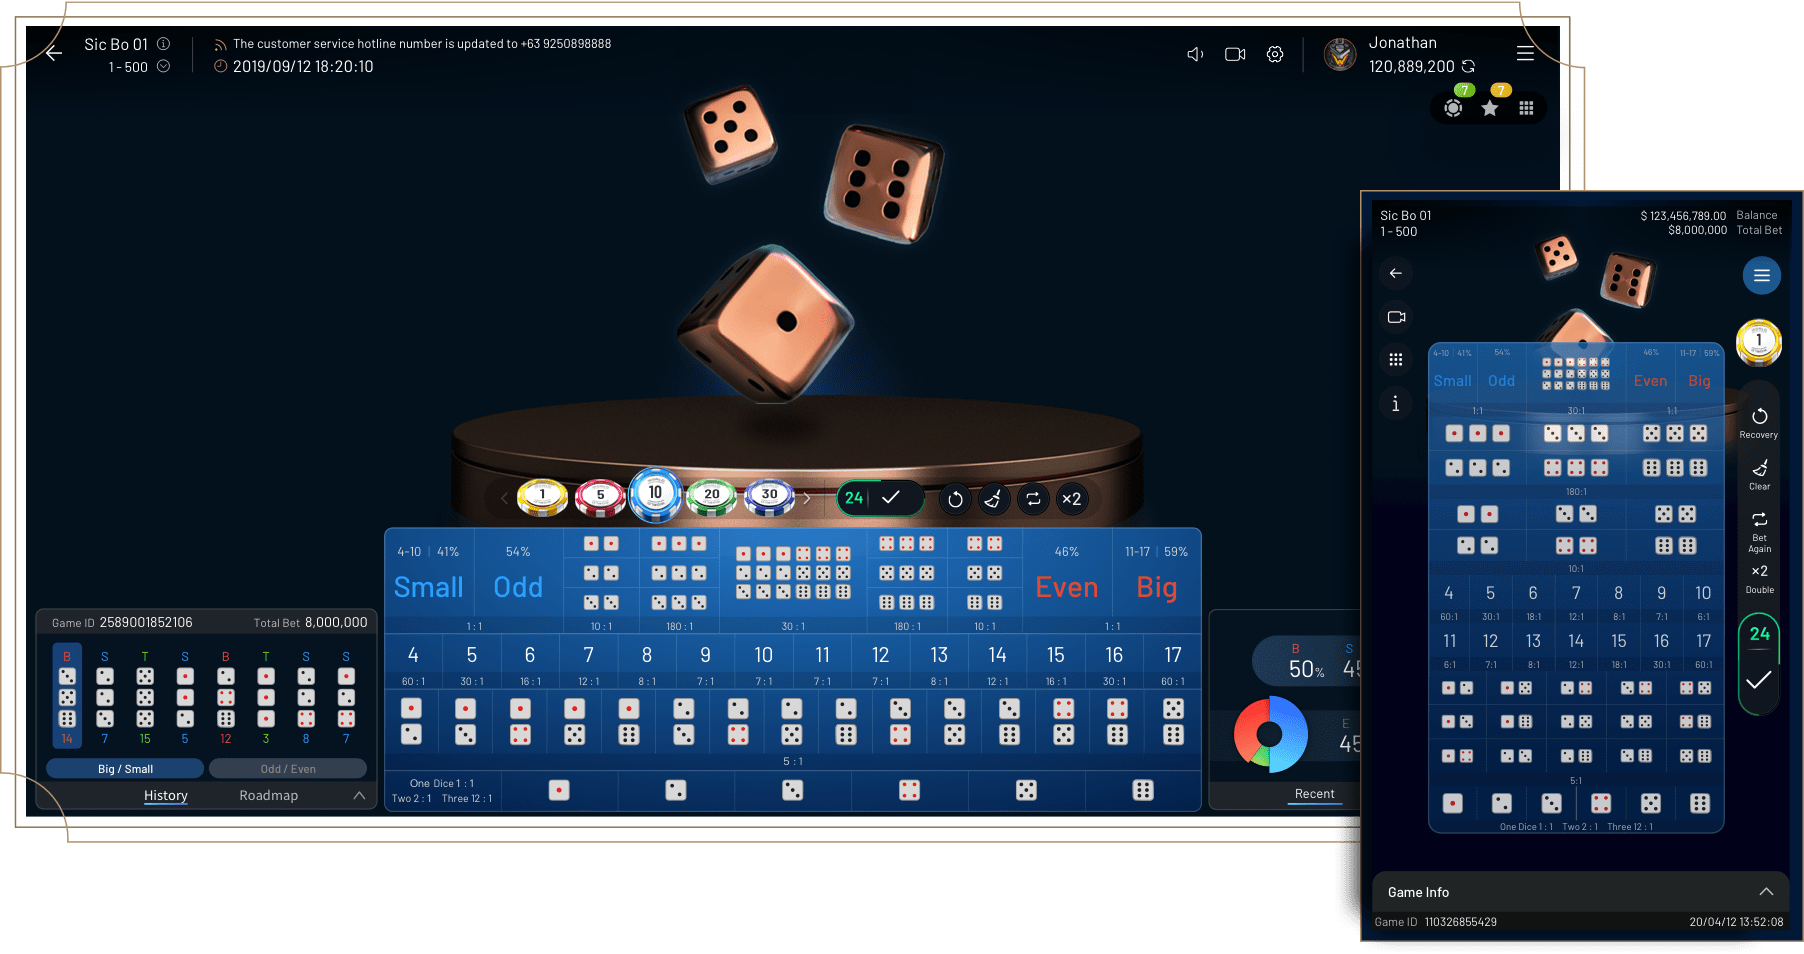 Sic Bo 01
1 - 500
The customer service hotline number is updated to +63 9250898888
2019/09/12 18:20:10
Jonathan
120,889,200
7 7
1 5 10 20 30
24 ×2
4-10 | 41% 54% 46% 11-17 | 59%
Small Odd Even Big
1 : 1 10 : 1 180 : 1 30 : 1 180 : 1 10 : 1 1 : 1
4 5 6 7 8 9 10 11 12 13 14 15 16 17
60 : 1 30 : 1 16 : 1 12 : 1 8 : 1 7 : 1 7 : 1 7 : 1 7 : 1 8 : 1 12 : 1 16 : 1 30 : 1 60 : 1
5 : 1
One Dice 1 : 1
Two 2 : 1 Three 12 : 1
Game ID 2589001852106 Total Bet 8,000,000
B S T S B T S S
14 7 15 5 12 3 8 7
Big / Small Odd / Even
History Roadmap
B S
50% 45
E
45
Recent
Sic Bo 01
1 - 500
$ 123,456,789.00 Balance
$8,000,000 Total Bet
1
4-10 | 41% 54% 46% 11-17 | 59%
Small Odd Even Big
1:1 30:1 1:1
180:1
10:1
4 5 6 7 8 9 10
60:1 30:1 18:1 12:1 8:1 7:1 6:1
11 12 13 14 15 16 17
6:1 7:1 8:1 12:1 18:1 30:1 60:1
5:1
One Dice 1 : 1 Two 2 : 1 Three 12 : 1
Recovery
Clear
Bet
Again
×2
Double
24
Game Info
Game ID 110326855429 20/04/12 13:52:08